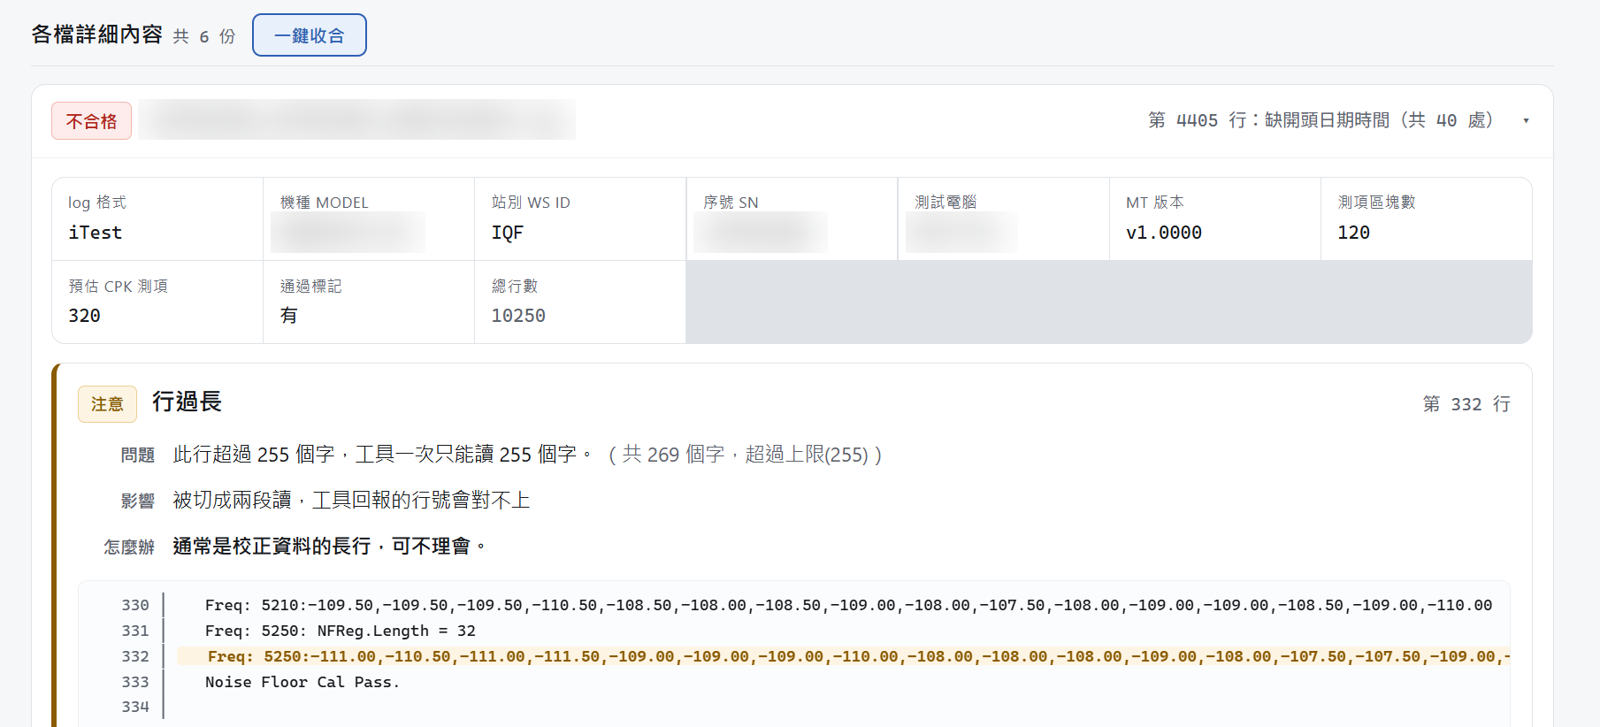 各檔詳細內容 共 6 份 一鍵收合
不合格 第 4405 行：缺開頭日期時間（共 40 處） ▾
log 格式 機種 MODEL 站別 WS ID 序號 SN 測試電腦 MT 版本 測項區塊數
iTest IQF v1.0000 120
預估 CPK 測項 通過標記 總行數
320 有 10250
注意 行過長 第 332 行
問題 此行超過 255 個字，工具一次只能讀 255 個字。（共 269 個字，超過上限(255)）
影響 被切成兩段讀，工具回報的行號會對不上
怎麼辦 通常是校正資料的長行，可不理會。
330 Freq: 5210:-109.50,-109.50,-109.50,-110.50,-108.50,-108.00,-108.50,-109.00,-108.00,-107.50,-108.00,-109.00,-109.00,-108.50,-109.00,-110.00
331 Freq: 5250: NFReg.Length = 32
332 Freq: 5250:-111.00,-110.50,-111.00,-111.50,-109.00,-109.00,-109.00,-110.00,-108.00,-108.00,-108.00,-109.00,-108.00,-107.50,-107.50,-109.00,-
333 Noise Floor Cal Pass.
334